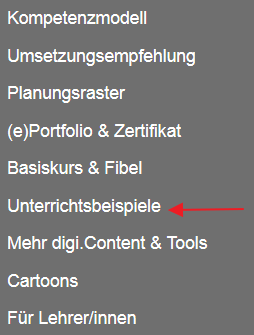 Kompetenzmodell
Umsetzungsempfehlung
Planungsraster
(e)Portfolio & Zertifikat
Basiskurs & Fibel
Unterrichtsbeispiele
Mehr digi.Content & Tools
Cartoons
Für Lehrer/innen